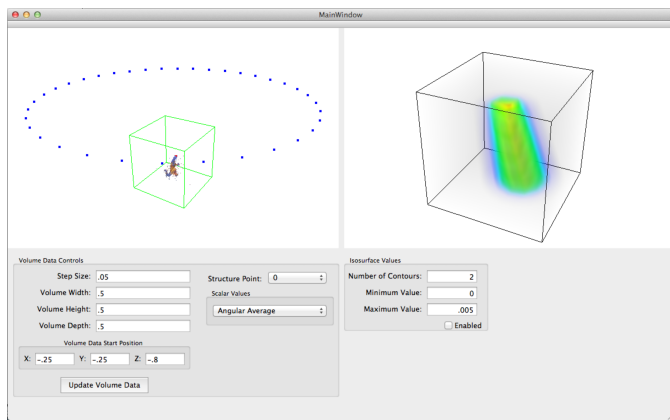 MainWindow
Volume Data Controls
Step Size: .05
Volume Width: .5
Volume Height: .5
Volume Depth: .5
Structure Point: 0
Scalar Values
Angular Average
Volume Data Start Position
X: -.25 Y: -.25 Z: -.8
Update Volume Data
Isosurface Values
Number of Contours: 2
Minimum Value: 0
Maximum Value: .005
Enabled